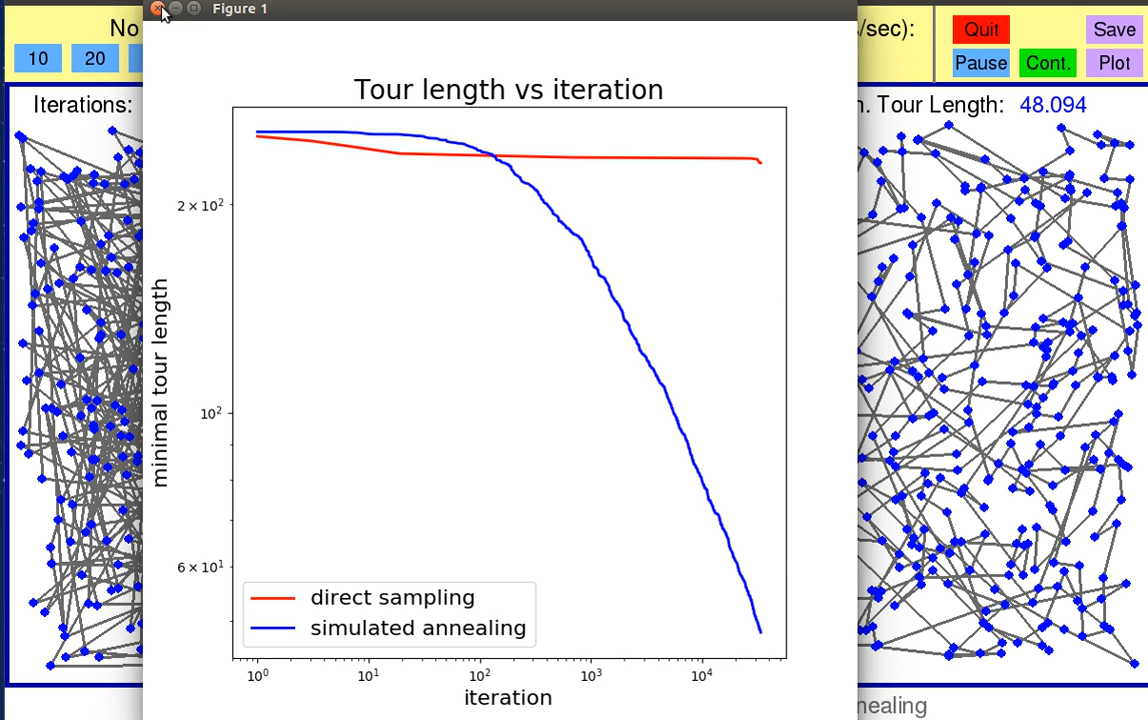 Figure 1
No
/sec):
Quit
Save
10
20
Pause
Cont.
Plot
Iterations:
Tour length vs iteration
n. Tour Length: 48.094
2 × 10²
10²
6 × 10¹
minimal tour length
direct sampling
simulated annealing
10⁰
10¹
10²
10³
10⁴
iteration
nealing